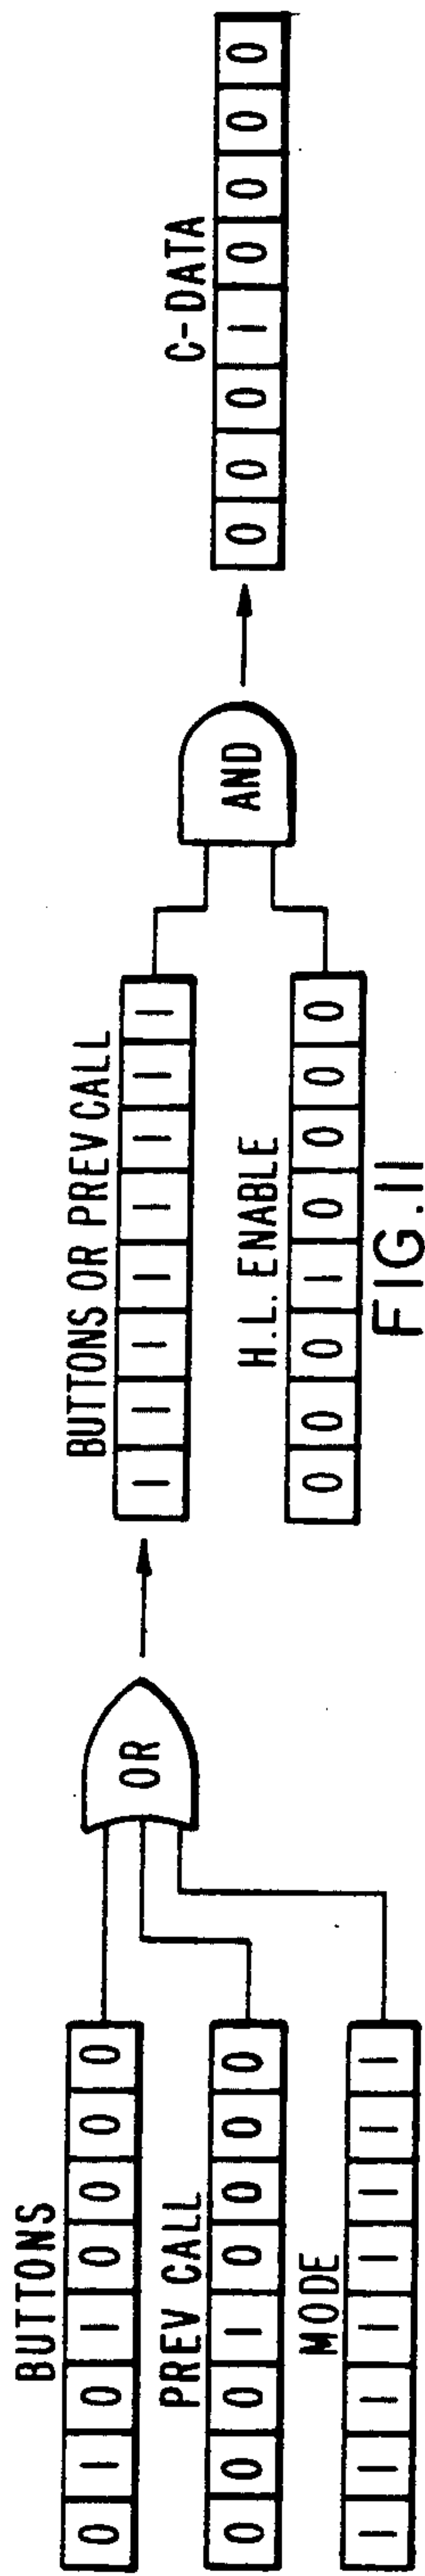 BUTTONS
0 1 0 1 0 0 0 0
PREV CALL
0 0 0 1 0 0 0 0
MODE
1 1 1 1 1 1 1 1
OR
BUTTONS OR PREV CALL
1 1 1 1 1 1 1 1
H.L. ENABLE
0 0 0 1 0 0 0 0
AND
C-DATA
0 0 0 1 0 0 0 0
FIG.11